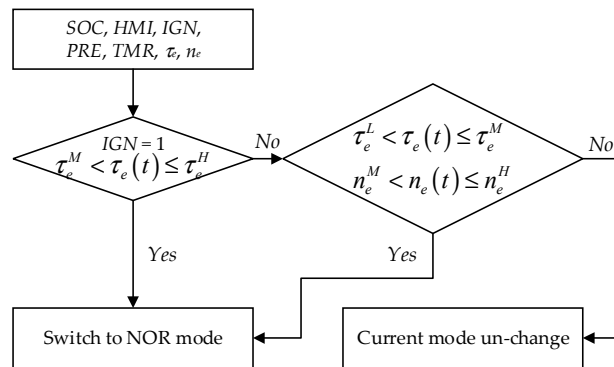 SOC, HMI, IGN,
PRE, TMR, τₑ, nₑ
IGN = 1
τₑᴹ < τₑ(t) ≤ τₑᴴ
No
τₑᴸ < τₑ(t) ≤ τₑᴹ
nₑᴹ < nₑ(t) ≤ nₑᴴ
No
Yes
Yes
Switch to NOR mode
Current mode un-change